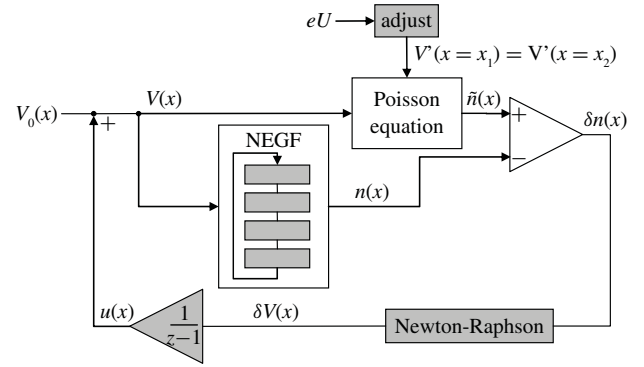 eU
adjust
V'(x = x₁) = V'(x = x₂)
V₀(x)
+
V(x)
Poisson
equation
ñ(x)
+
−
δn(x)
NEGF
n(x)
u(x)
1
z−1
δV(x)
Newton-Raphson